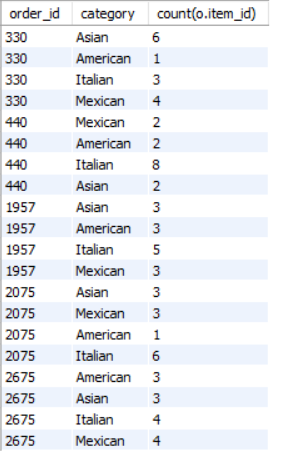 order_id category count(o.item_id)
330 Asian 6
330 American 1
330 Italian 3
330 Mexican 4
440 Mexican 2
440 American 2
440 Italian 8
440 Asian 2
1957 Asian 3
1957 American 3
1957 Italian 5
1957 Mexican 3
2075 Asian 3
2075 Mexican 3
2075 American 1
2075 Italian 6
2675 American 3
2675 Asian 3
2675 Italian 4
2675 Mexican 4